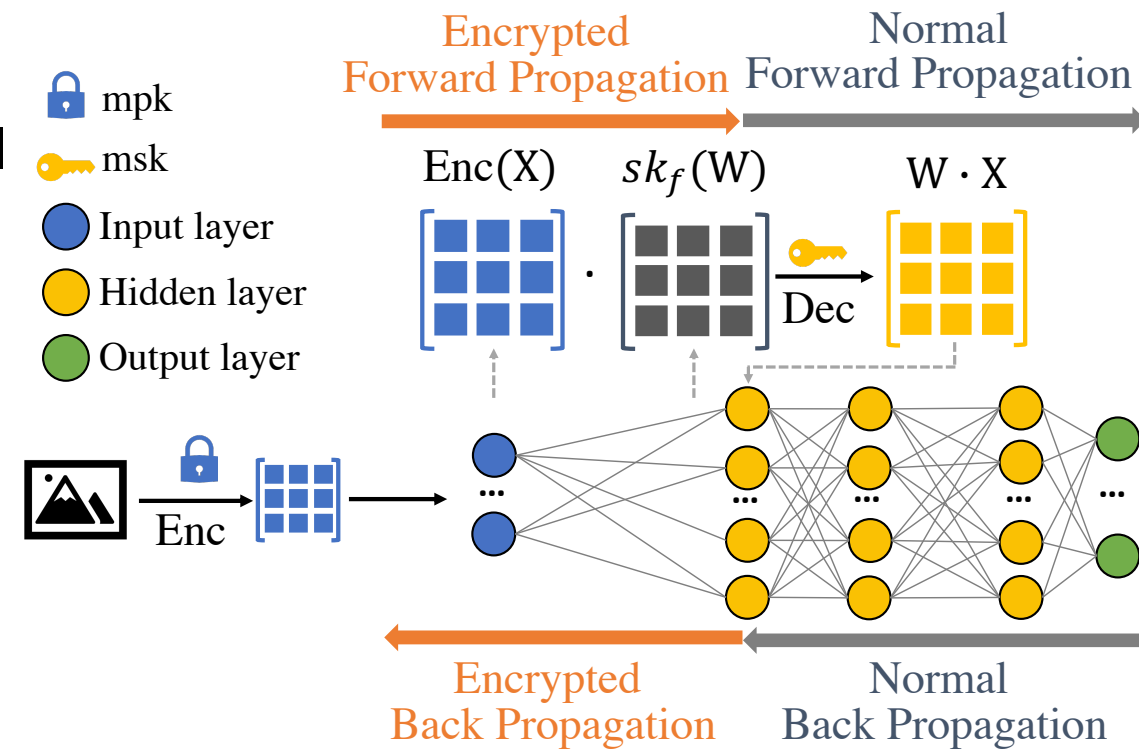 Encrypted
Forward Propagation
Normal
Forward Propagation
mpk
msk
Input layer
Hidden layer
Output layer
Enc(X)
sk_f(W)
W · X
·
Dec
Enc
...
...
...
...
...
Encrypted
Back Propagation
Normal
Back Propagation